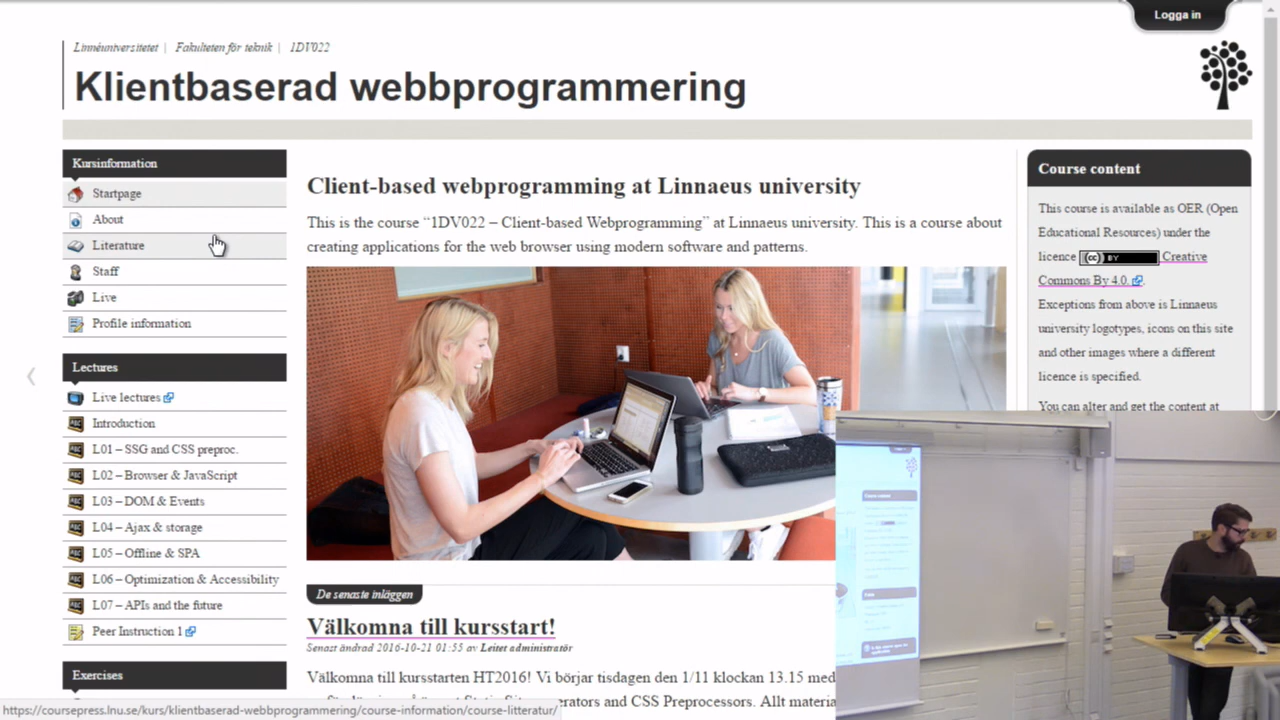 Logga in
Linnéuniversitetet | Fakulteten för teknik | 1DV022
Klientbaserad webbprogrammering
Kursinformation
Startpage
About
Literature
Staff
Live
Profile information
Lectures
Live lectures
Introduction
L01 – SSG and CSS preproc.
L02 – Browser & JavaScript
L03 – DOM & Events
L04 – Ajax & storage
L05 – Offline & SPA
L06 – Optimization & Accessibility
L07 – APIs and the future
Peer Instruction 1
Exercises
Client-based webprogramming at Linnaeus university
This is the course “1DV022 – Client-based Webprogramming” at Linnaeus university. This is a course about
creating applications for the web browser using modern software and patterns.
De senaste inläggen
Välkomna till kursstart!
Senast ändrad 2016-10-21 01:55 av Leitet administratör
Välkomna till kursstarten HT2016! Vi börjar tisdagen den 1/11 klockan 13.15 med
erators and CSS Preprocessors. Allt materia
Course content
This course is available as OER (Open
Educational Resources) under the
licence (cc) BY Creative
Commons By 4.0.
Exceptions from above is Linnaeus
university logotypes, icons on this site
and other images where a different
licence is specified.
You can alter and get the content at
https://coursepress.lnu.se/kurs/klientbaserad-webbprogrammering/course-information/course-litteratur/